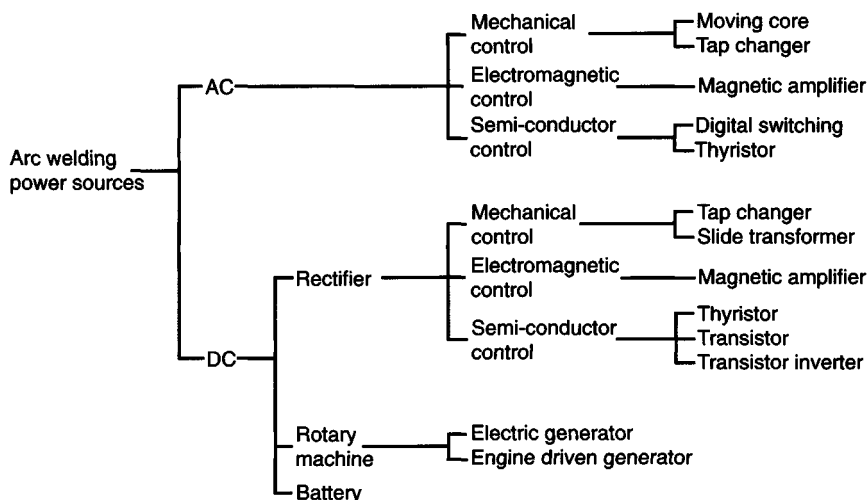 Arc welding
power sources
AC
Mechanical
control
Moving core
Tap changer
Electromagnetic
control
Magnetic amplifier
Semi-conductor
control
Digital switching
Thyristor
DC
Rectifier
Mechanical
control
Tap changer
Slide transformer
Electromagnetic
control
Magnetic amplifier
Semi-conductor
control
Thyristor
Transistor
Transistor inverter
Rotary
machine
Electric generator
Engine driven generator
Battery